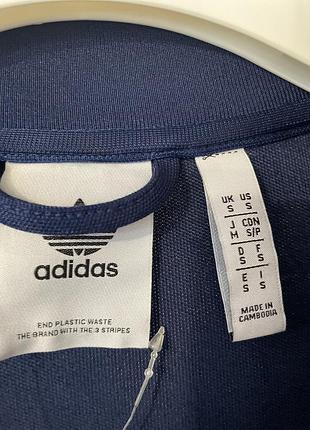 adidas
END PLASTIC WASTE
THE BRAND WITH THE 3 STRIPES
UK US
S S
J CDN
M S/P
D F
S S
E I
S S
MADE IN
CAMBODIA